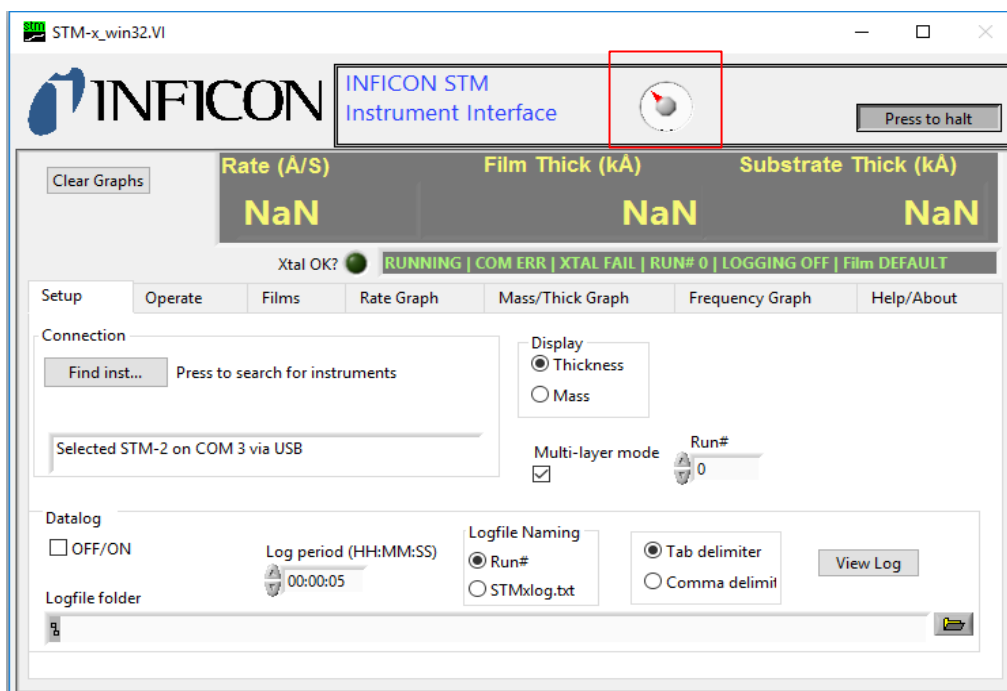 stm STM-x_win32.VI
INFICON
INFICON STM
Instrument Interface
Press to halt
Clear Graphs
Rate (Å/S) Film Thick (kÅ) Substrate Thick (kÅ)
NaN NaN NaN
Xtal OK? RUNNING | COM ERR | XTAL FAIL | RUN# 0 | LOGGING OFF | Film DEFAULT
Setup Operate Films Rate Graph Mass/Thick Graph Frequency Graph Help/About
Connection
Find inst... Press to search for instruments
Selected STM-2 on COM 3 via USB
Display
Thickness
Mass
Multi-layer mode
Run#
0
Datalog
OFF/ON
Log period (HH:MM:SS)
00:00:05
Logfile Naming
Run#
STMxlog.txt
Tab delimiter
Comma delimit
View Log
Logfile folder